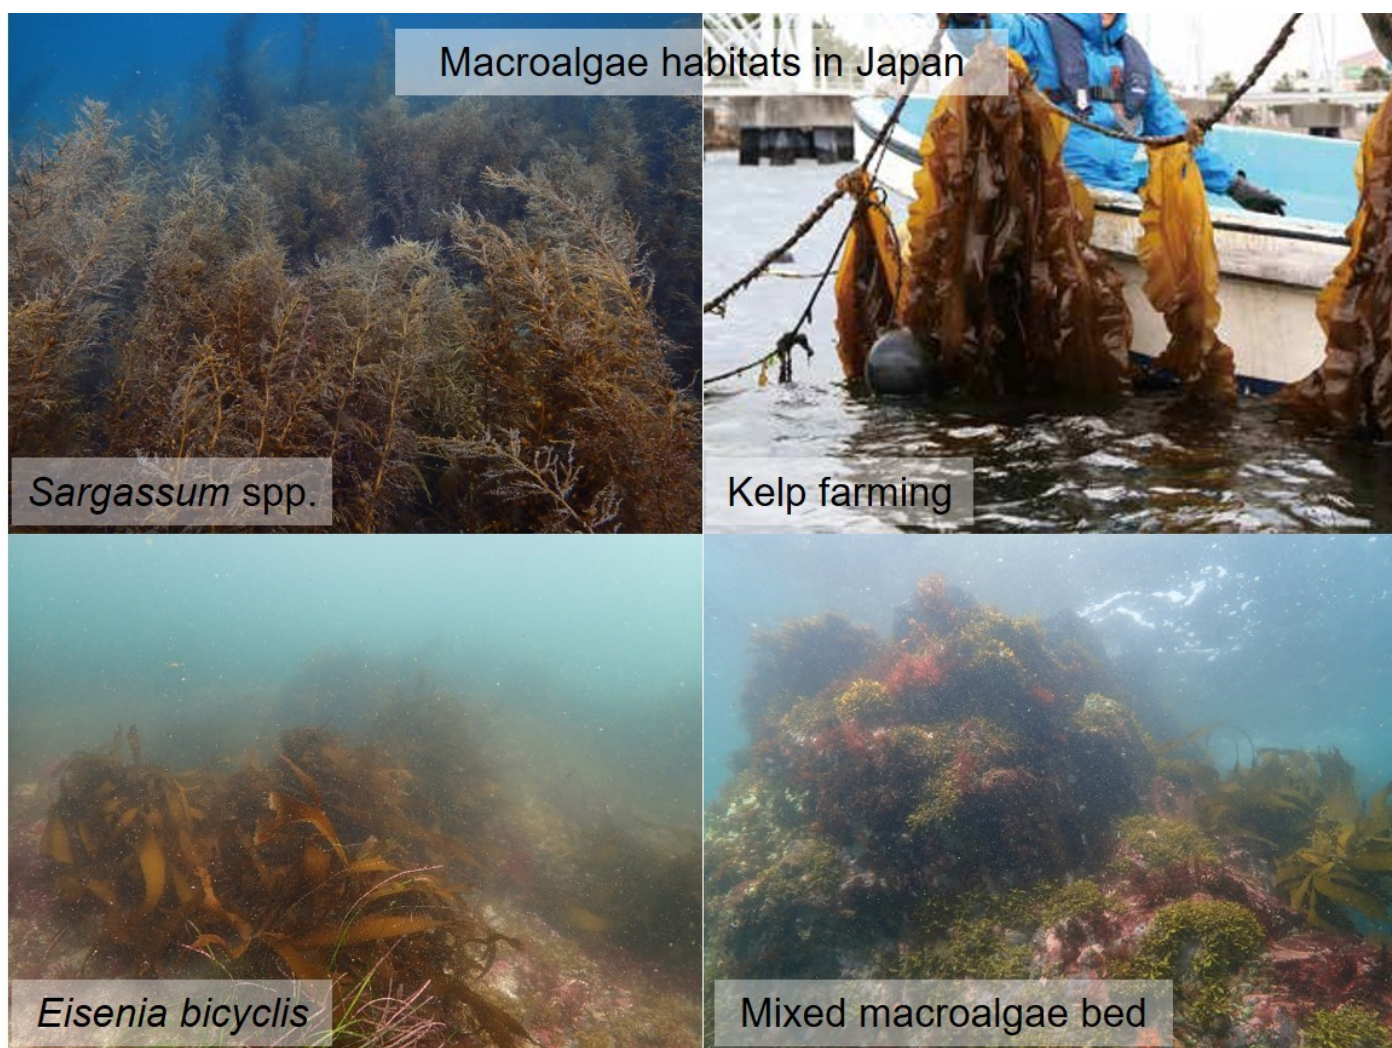 Macroalgae habitats in Japan
Sargassum spp.
Kelp farming
Eisenia bicyclis
Mixed macroalgae bed